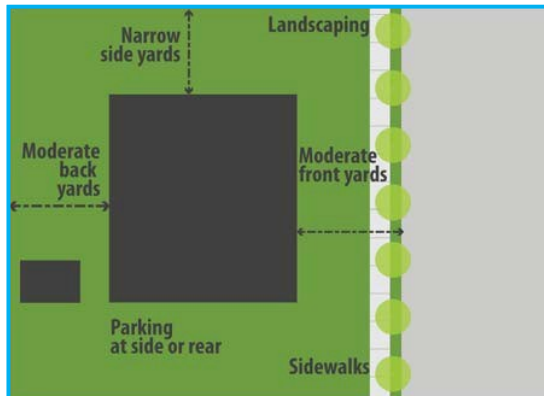 Landscaping
Narrow
side yards
Moderate
back
yards
Moderate
front yards
Parking
at side or rear
Sidewalks